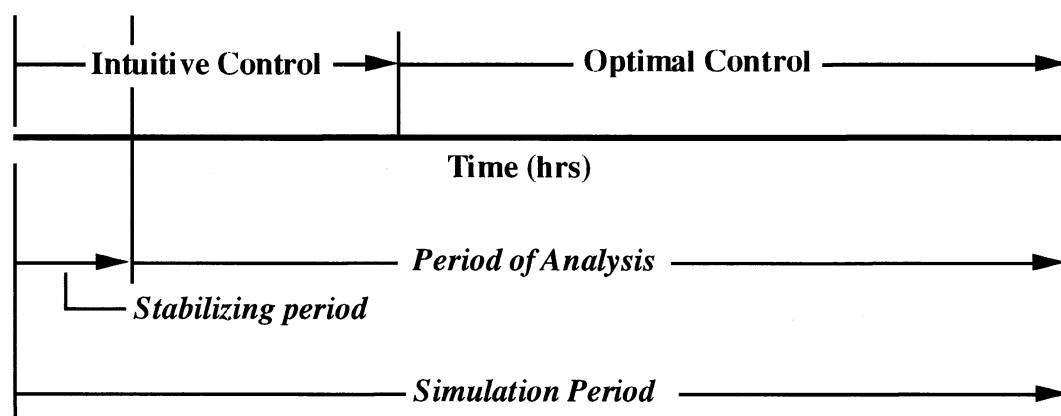 Intuitive Control
Optimal Control
Time (hrs)
Period of Analysis
Stabilizing period
Simulation Period